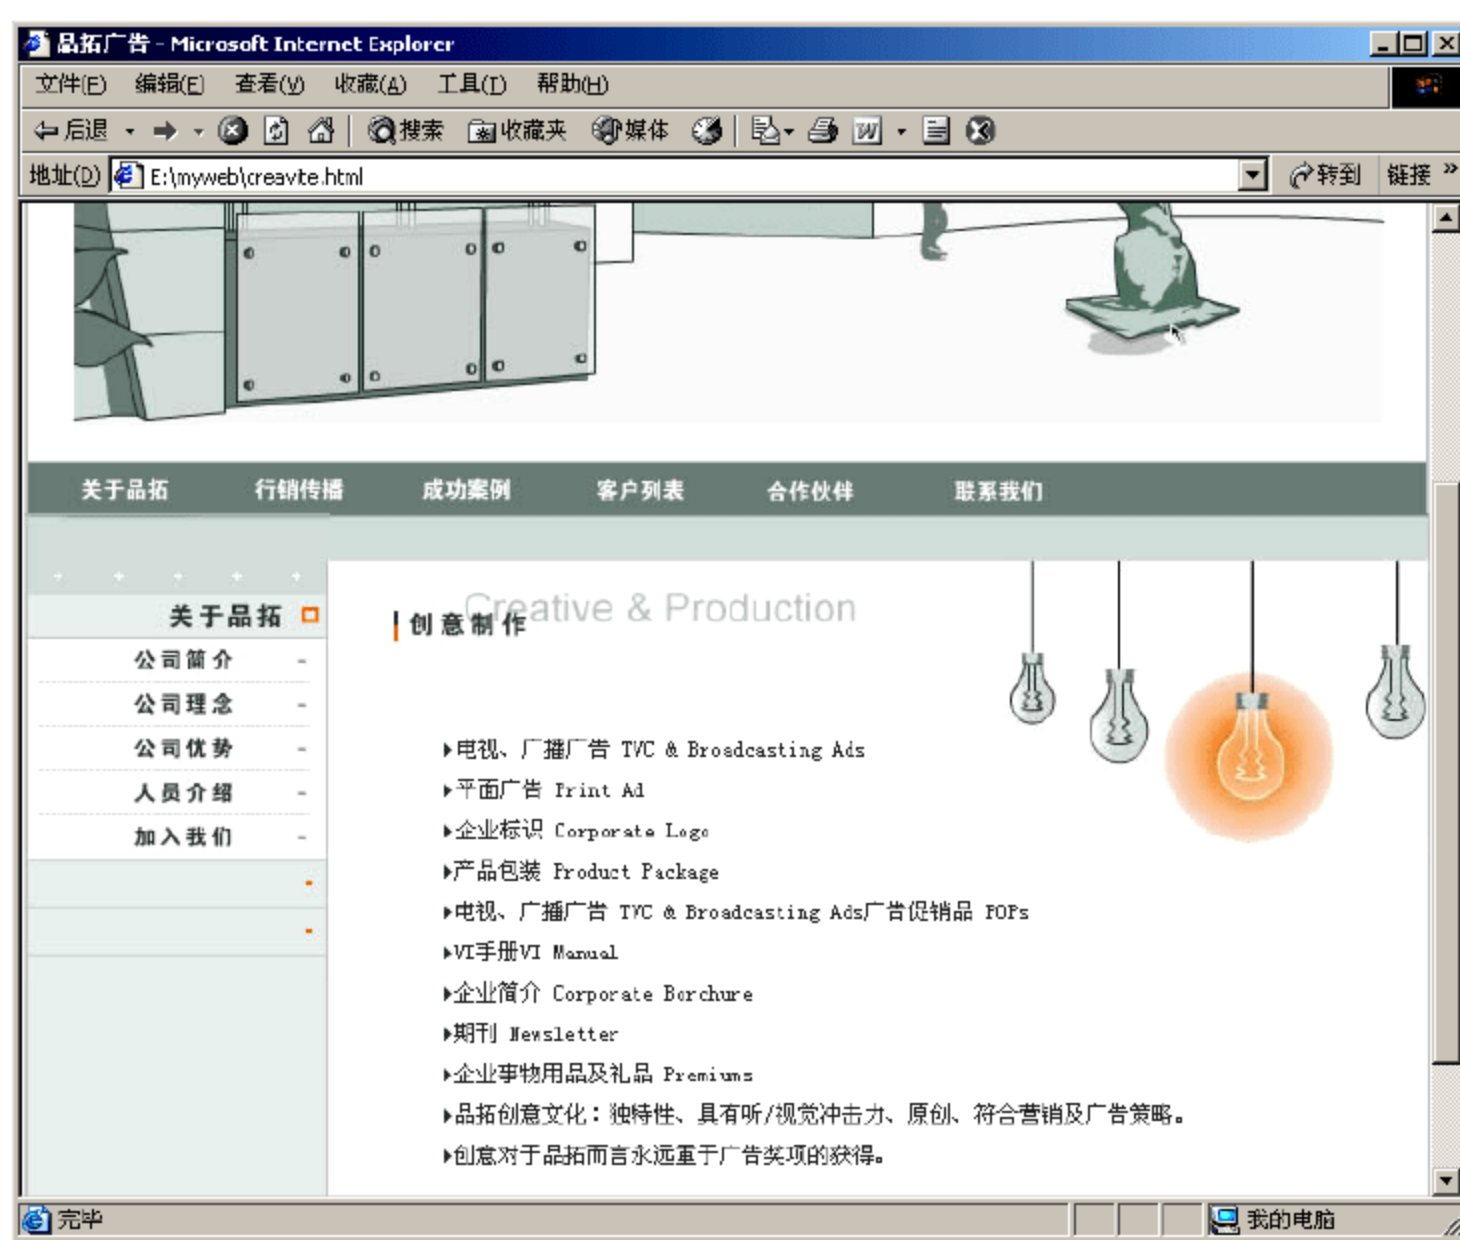 品拓广告 - Microsoft Internet Explorer
文件(F) 编辑(E) 查看(V) 收藏(A) 工具(T) 帮助(H)
后退 搜索 收藏夹 媒体
地址(D) E:\myweb\creavite.html 转到 链接 »
关于品拓 行销传播 成功案例 客户列表 合作伙伴 联系我们
Creative & Production
创意制作
关于品拓
公司简介 -
公司理念 -
公司优势 -
人员介绍 -
加入我们 -
电视、广播广告 TVC & Broadcasting Ads
平面广告 Print Ad
企业标识 Corporate Logo
产品包装 Product Package
电视、广播广告 TVC & Broadcasting Ads广告促销品 POPs
VI手册VI Manual
企业简介 Corporate Borchure
期刊 Newsletter
企业事物用品及礼品 Premiums
品拓创意文化：独特性、具有听/视觉冲击力、原创、符合营销及广告策略。
创意对于品拓而言永远重于广告奖项的获得。
完毕 我的电脑